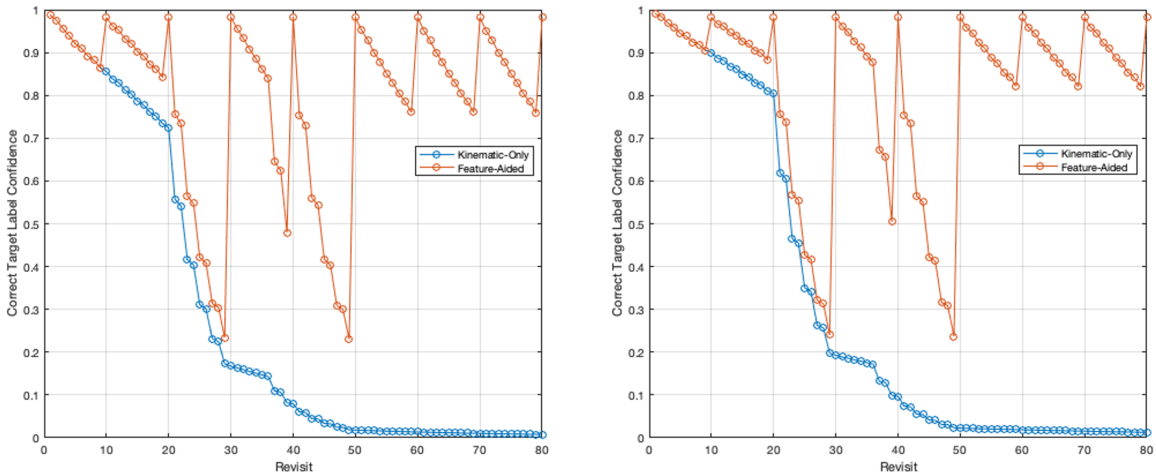 1
0.9
0.8
0.7
0.6
0.5
0.4
0.3
0.2
0.1
0
Correct Target Label Confidence
Kinematic-Only
Feature-Aided
0 10 20 30 40 50 60 70 80
Revisit
1
0.9
0.8
0.7
0.6
0.5
0.4
0.3
0.2
0.1
0
Correct Target Label Confidence
Kinematic-Only
Feature-Aided
0 10 20 30 40 50 60 70 80
Revisit